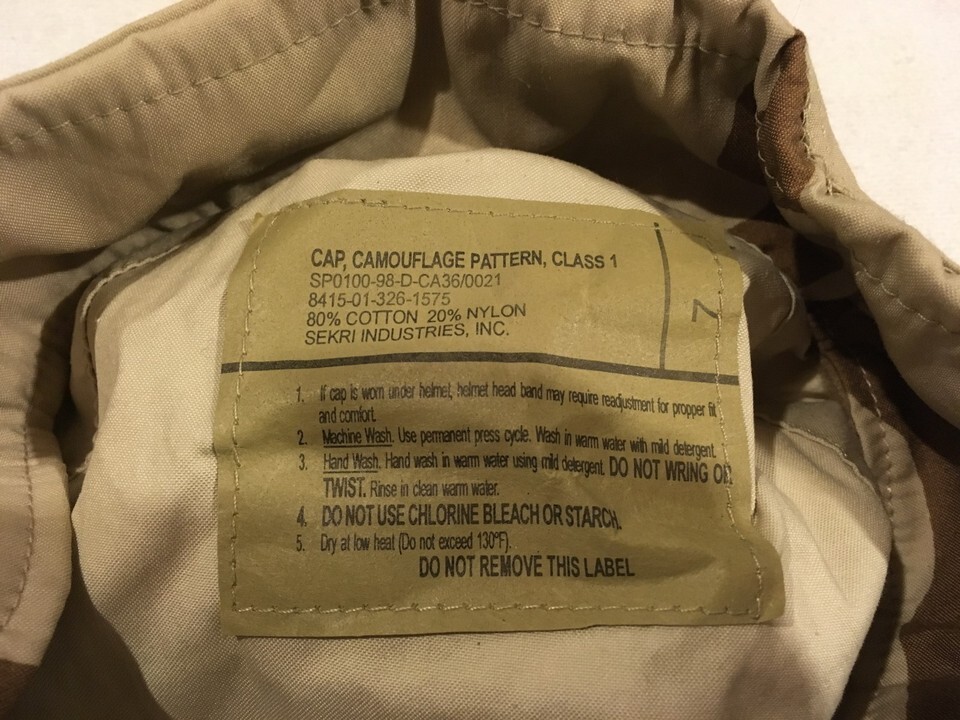 CAP, CAMOUFLAGE PATTERN, CLASS 1
SP0100-98-D-CA36/0021
8415-01-326-1575
80% COTTON 20% NYLON
SEKRI INDUSTRIES, INC.
7
1. If cap is worn under helmet, helmet head band may require readjustment for propper fit
and comfort.
2. Machine Wash. Use permanent press cycle. Wash in warm water with mild detergent.
3. Hand Wash. Hand wash in warm water using mild detergent. DO NOT WRING OR
TWIST. Rinse in clean warm water.
4. DO NOT USE CHLORINE BLEACH OR STARCH.
5. Dry at low heat (Do not exceed 130°F).
DO NOT REMOVE THIS LABEL